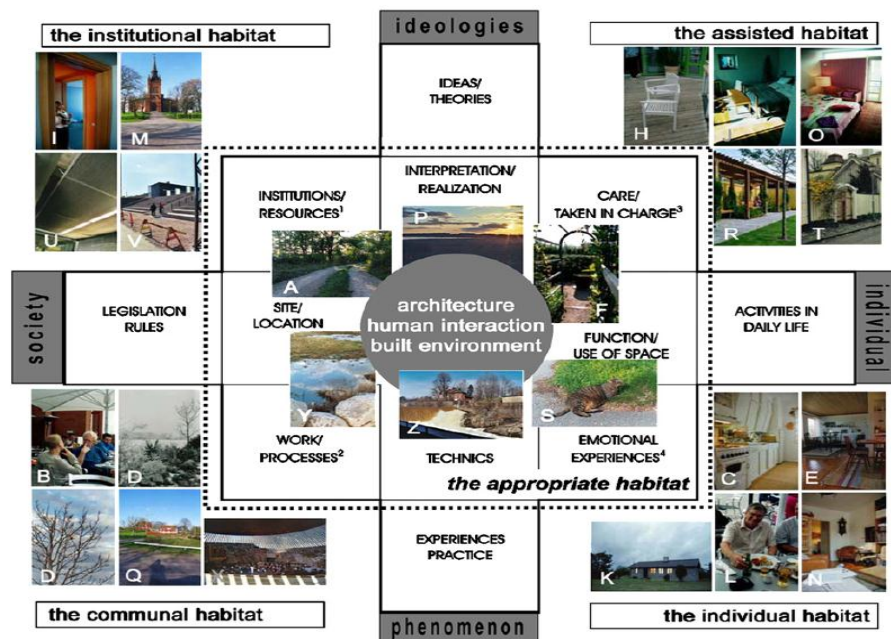 ideologies
the institutional habitat
the assisted habitat
IDEAS/
THEORIES
I
M
H
O
U
V
R
T
INSTITUTIONS/
RESOURCES¹
INTERPRETATION/
REALIZATION
CARE/
TAKEN IN CHARGE³
P
A
F
society
LEGISLATION
RULES
SITE/
LOCATION
architecture
human interaction
built environment
FUNCTION/
USE OF SPACE
ACTIVITIES IN
DAILY LIFE
individual
Y
Z
S
WORK/
PROCESSES²
TECHNICS
EMOTIONAL
EXPERIENCES⁴
the appropriate habitat
B
D
C
E
D
Q
EXPERIENCES
PRACTICE
K
L
N
the communal habitat
phenomenon
the individual habitat